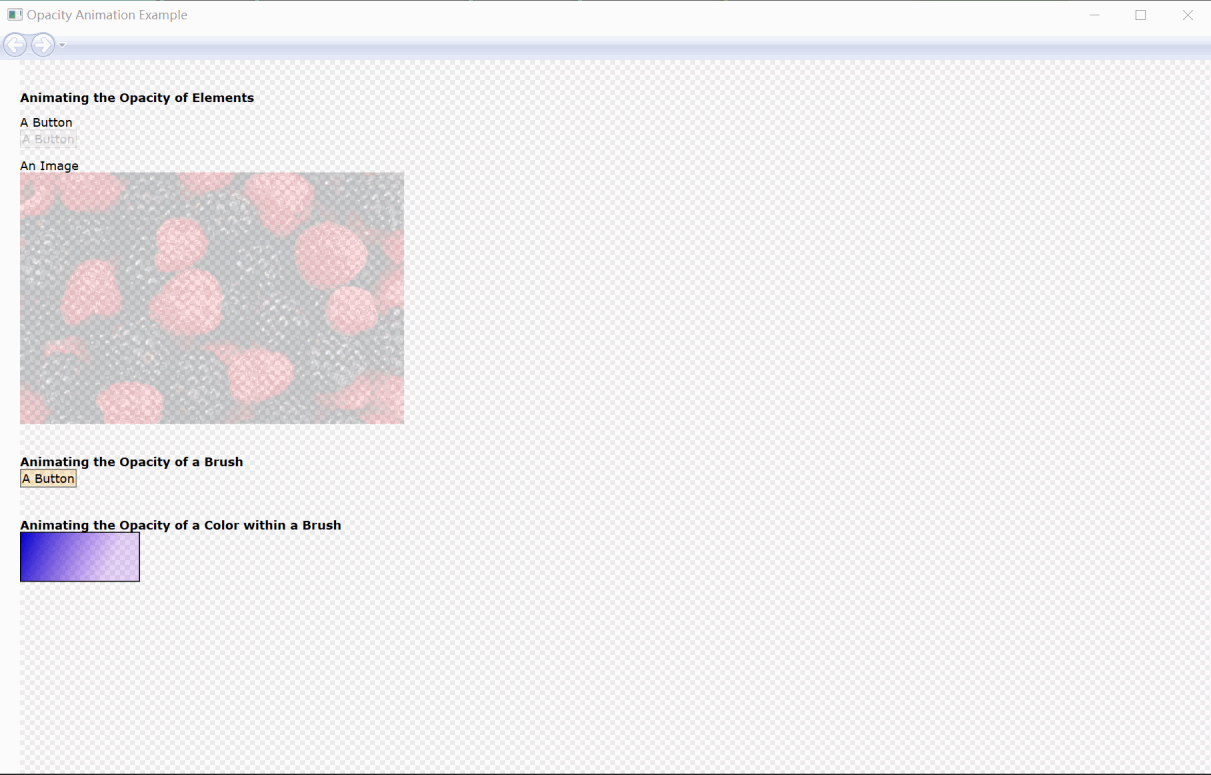 Opacity Animation Example
Animating the Opacity of Elements
A Button
A Button
An Image
Animating the Opacity of a Brush
A Button
Animating the Opacity of a Color within a Brush